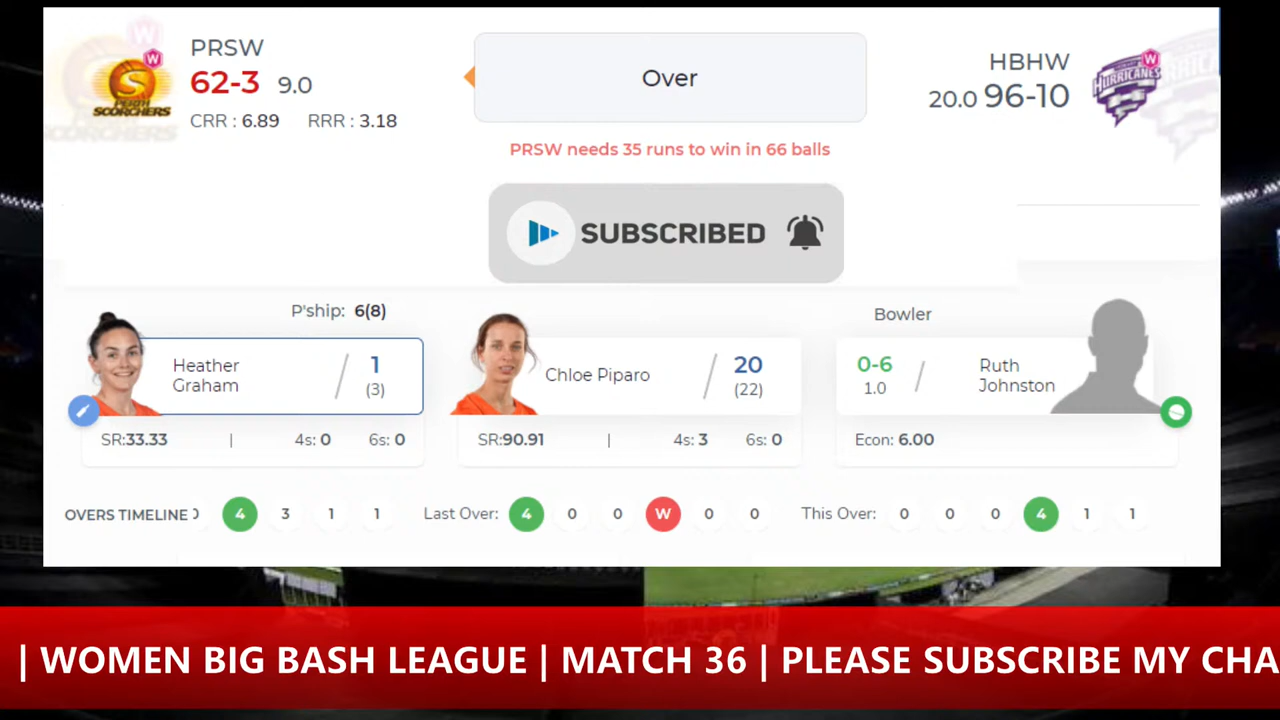 PRSW
62-3 9.0
CRR : 6.89 RRR : 3.18
W
PERTH
SCORCHERS
Over
PRSW needs 35 runs to win in 66 balls
HBHW
20.0 96-10
W
HURRICANES
SUBSCRIBED
P'ship: 6(8)
Heather
Graham
1
(3)
SR:33.33 | 4s: 0 6s: 0
Chloe Piparo
20
(22)
SR:90.91 | 4s: 3 6s: 0
Bowler
0-6
1.0
Ruth
Johnston
Econ: 6.00
OVERS TIMELINE 4 3 1 1 Last Over: 4 0 0 W 0 0 This Over: 0 0 0 4 1 1
| WOMEN BIG BASH LEAGUE | MATCH 36 | PLEASE SUBSCRIBE MY CHA